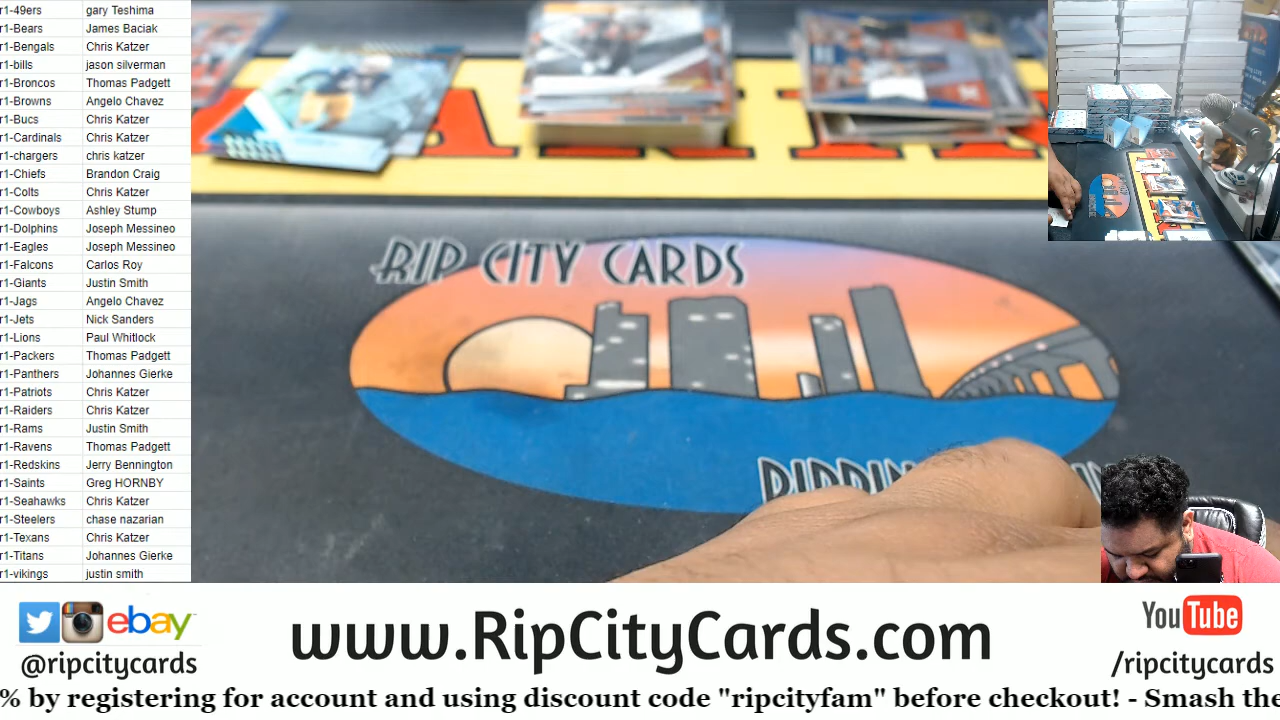 r1-49ers gary Teshima
r1-Bears James Baciak
r1-Bengals Chris Katzer
r1-bills jason silverman
r1-Broncos Thomas Padgett
r1-Browns Angelo Chavez
r1-Bucs Chris Katzer
r1-Cardinals Chris Katzer
r1-chargers chris katzer
r1-Chiefs Brandon Craig
r1-Colts Chris Katzer
r1-Cowboys Ashley Stump
r1-Dolphins Joseph Messineo
r1-Eagles Joseph Messineo
r1-Falcons Carlos Roy
r1-Giants Justin Smith
r1-Jags Angelo Chavez
r1-Jets Nick Sanders
r1-Lions Paul Whitlock
r1-Packers Thomas Padgett
r1-Panthers Johannes Gierke
r1-Patriots Chris Katzer
r1-Raiders Chris Katzer
r1-Rams Justin Smith
r1-Ravens Thomas Padgett
r1-Redskins Jerry Bennington
r1-Saints Greg HORNBY
r1-Seahawks Chris Katzer
r1-Steelers chase nazarian
r1-Texans Chris Katzer
r1-Titans Johannes Gierke
r1-vikings justin smith
RIP CITY CARDS
ebay
@ripcitycards
www.RipCityCards.com
YouTube
/ripcitycards
% by registering for account and using discount code "ripcityfam" before checkout! - Smash the